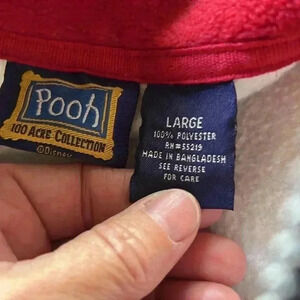 Pooh
100 ACRE COLLECTION
©Disney
LARGE
100% POLYESTER
RN#55219
MADE IN BANGLADESH
SEE REVERSE
FOR CARE